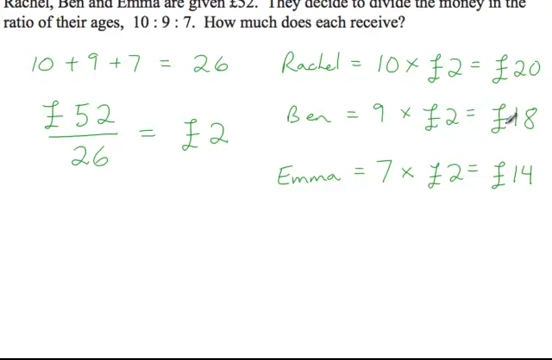 Rachel, Ben and Emma are given £52. They decide to divide the money in the
ratio of their ages, 10 : 9 : 7. How much does each receive?
10 + 9 + 7 = 26
£52
26
= £2
Rachel = 10 × £2 = £20
Ben = 9 × £2 = £18
Emma = 7 × £2 = £14